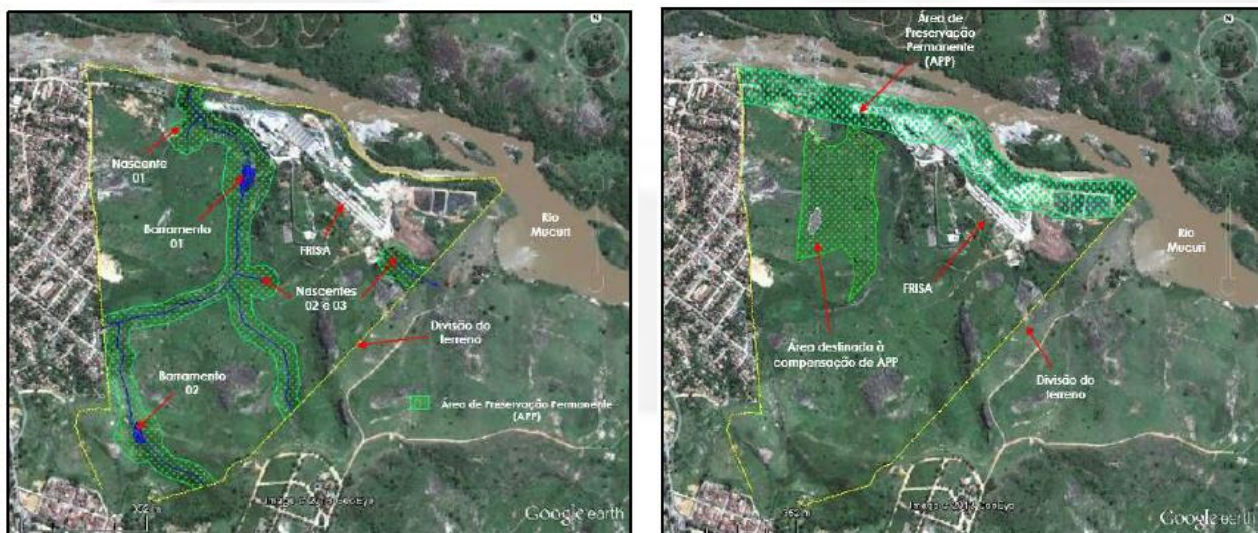 N
Nascente
01
Barramento
01
FRISA
Rio
Mucuri
Nascentes
02 e 03
Divisão do
terreno
Barramento
02
Área de Preservação Permanente
(APP)
Google earth
N
Área de
Preservação
Permanente
(APP)
Rio
Mucuri
FRISA
Área destinada à
compensação de APP
Divisão do
terreno
Google earth